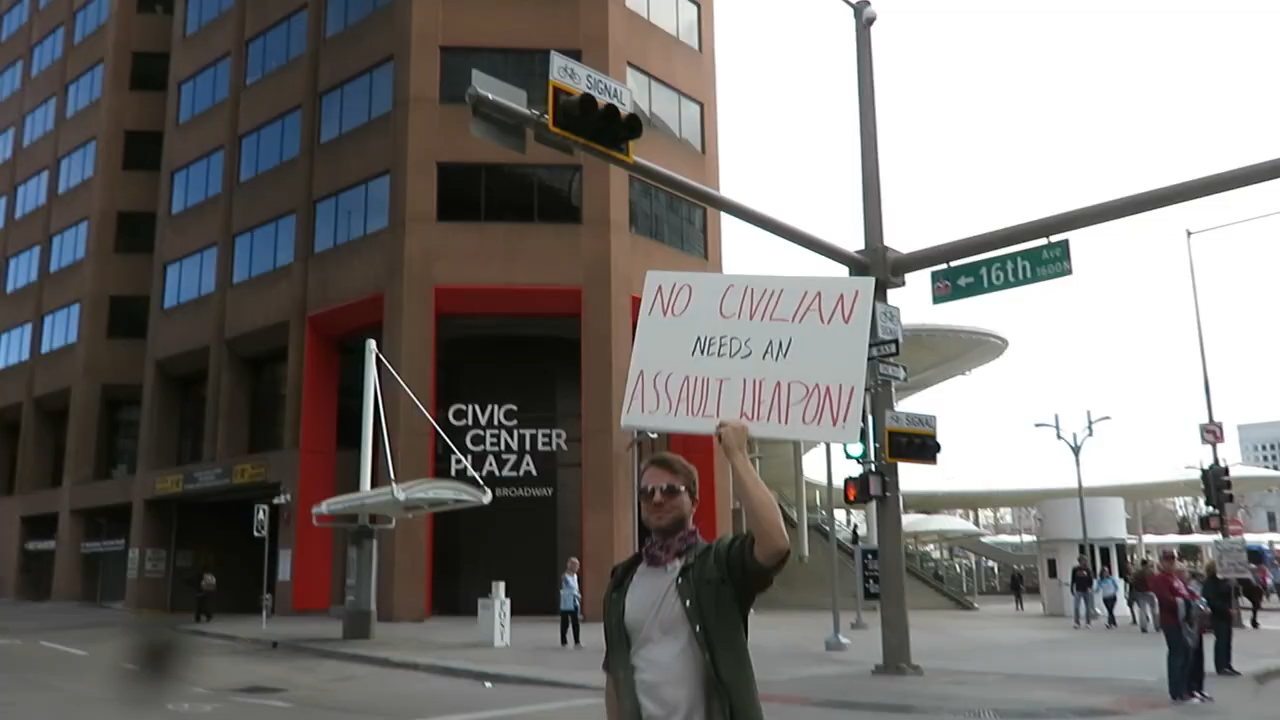 SIGNAL
16th Ave
1600N
NO CIVILIAN
NEEDS AN
ASSAULT WEAPON!
CIVIC
CENTER
PLAZA
BROADWAY
SIGNAL